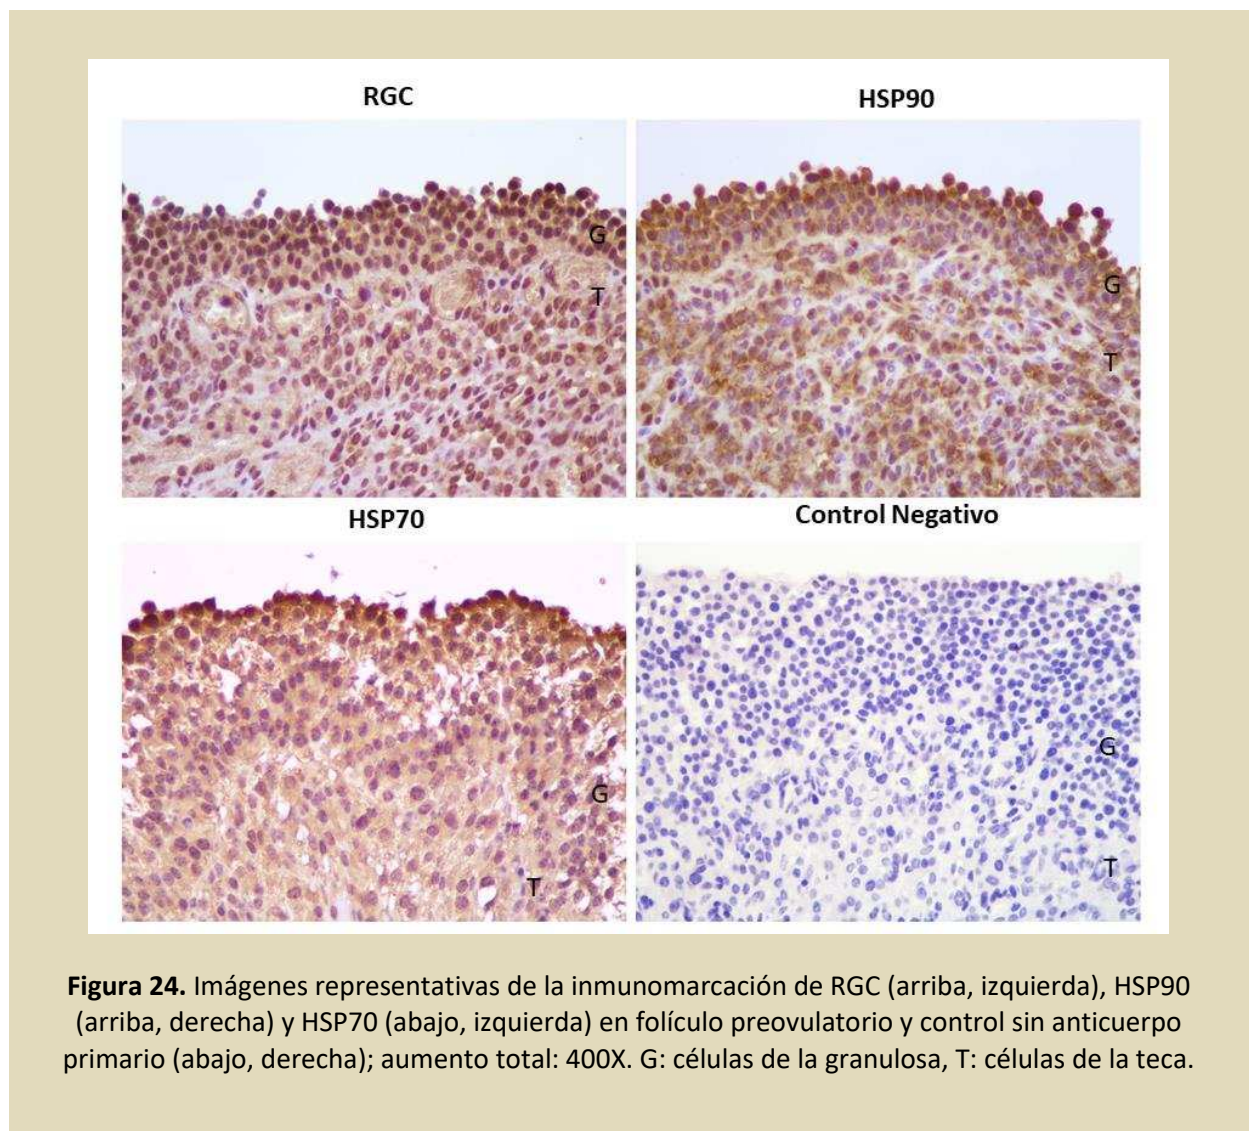 RGC
HSP90
G
T
G
T
HSP70
Control Negativo
G
T
G
T
Figura 24. Imágenes representativas de la inmunomarcación de RGC (arriba, izquierda), HSP90
(arriba, derecha) y HSP70 (abajo, izquierda) en folículo preovulatorio y control sin anticuerpo
primario (abajo, derecha); aumento total: 400X. G: células de la granulosa, T: células de la teca.